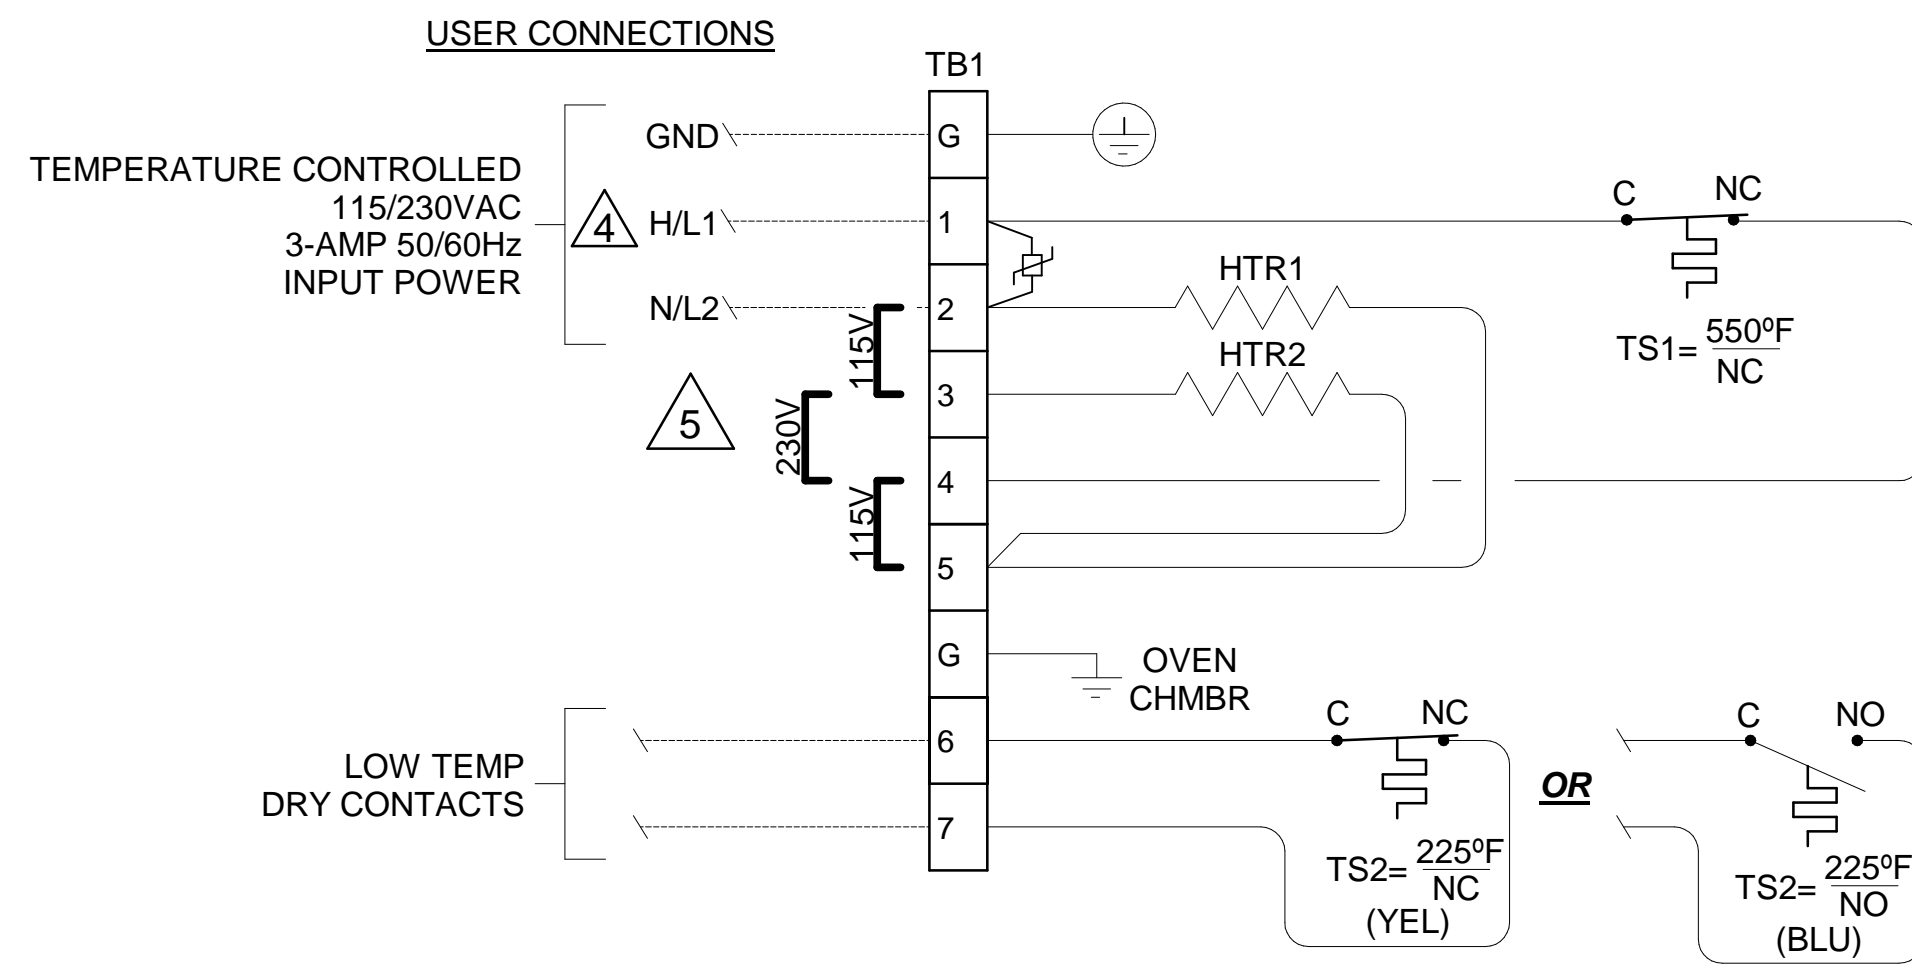 USER CONNECTIONS
TB1
GND
G
TEMPERATURE CONTROLLED
115/230VAC
3-AMP 50/60Hz
INPUT POWER
4
H/L1
1
C
NC
N/L2
2
HTR1
115V
TS1= 550ºF
NC
HTR2
3
5
230V
4
115V
5
G
OVEN
CHMBR
LOW TEMP
DRY CONTACTS
6
C
NC
OR
C
NO
7
TS2= 225ºF
NC
(YEL)
TS2= 225ºF
NO
(BLU)